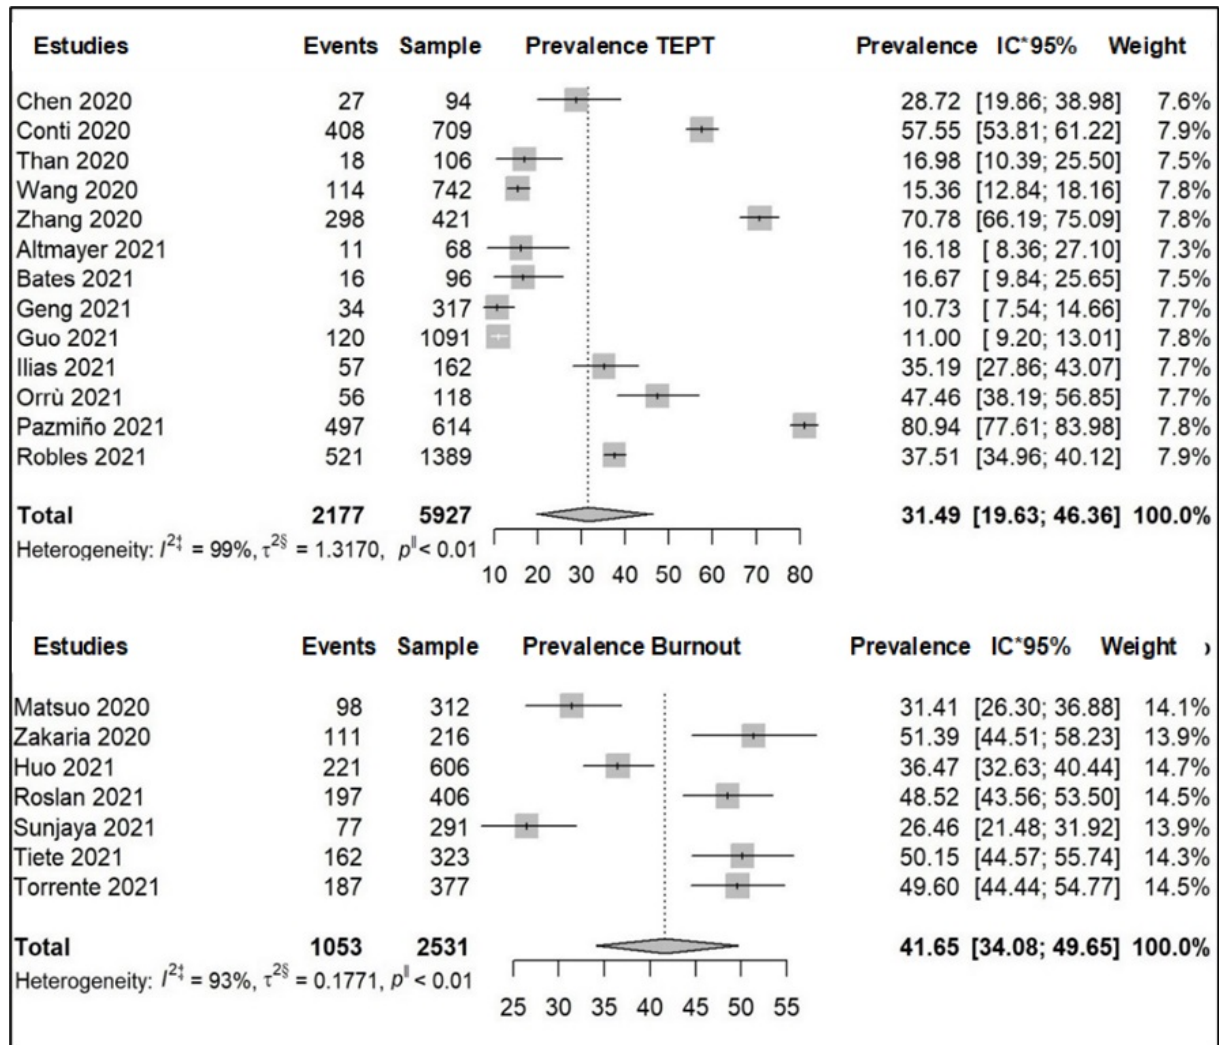 Estudies Events Sample Prevalence TEPT Prevalence IC*95% Weight
Chen 2020 27 94 28.72 [19.86; 38.98] 7.6%
Conti 2020 408 709 57.55 [53.81; 61.22] 7.9%
Than 2020 18 106 16.98 [10.39; 25.50] 7.5%
Wang 2020 114 742 15.36 [12.84; 18.16] 7.8%
Zhang 2020 298 421 70.78 [66.19; 75.09] 7.8%
Altmayer 2021 11 68 16.18 [ 8.36; 27.10] 7.3%
Bates 2021 16 96 16.67 [ 9.84; 25.65] 7.5%
Geng 2021 34 317 10.73 [ 7.54; 14.66] 7.7%
Guo 2021 120 1091 11.00 [ 9.20; 13.01] 7.8%
Ilias 2021 57 162 35.19 [27.86; 43.07] 7.7%
Orrù 2021 56 118 47.46 [38.19; 56.85] 7.7%
Pazmiño 2021 497 614 80.94 [77.61; 83.98] 7.8%
Robles 2021 521 1389 37.51 [34.96; 40.12] 7.9%
Total 2177 5927 31.49 [19.63; 46.36] 100.0%
Heterogeneity: I²‡ = 99%, τ²§ = 1.3170, p‖ < 0.01
10 20 30 40 50 60 70 80
Estudies Events Sample Prevalence Burnout Prevalence IC*95% Weight
Matsuo 2020 98 312 31.41 [26.30; 36.88] 14.1%
Zakaria 2020 111 216 51.39 [44.51; 58.23] 13.9%
Huo 2021 221 606 36.47 [32.63; 40.44] 14.7%
Roslan 2021 197 406 48.52 [43.56; 53.50] 14.5%
Sunjaya 2021 77 291 26.46 [21.48; 31.92] 13.9%
Tiete 2021 162 323 50.15 [44.57; 55.74] 14.3%
Torrente 2021 187 377 49.60 [44.44; 54.77] 14.5%
Total 1053 2531 41.65 [34.08; 49.65] 100.0%
Heterogeneity: I²‡ = 93%, τ²§ = 0.1771, p‖ < 0.01
25 30 35 40 45 50 55